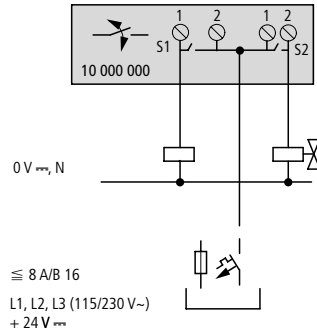 1 2 1 2
S1 S2
10 000 000
0 V ⎓, N
≦ 8 A/B 16
L1, L2, L3 (115/230 V~)
+ 24 V ⎓